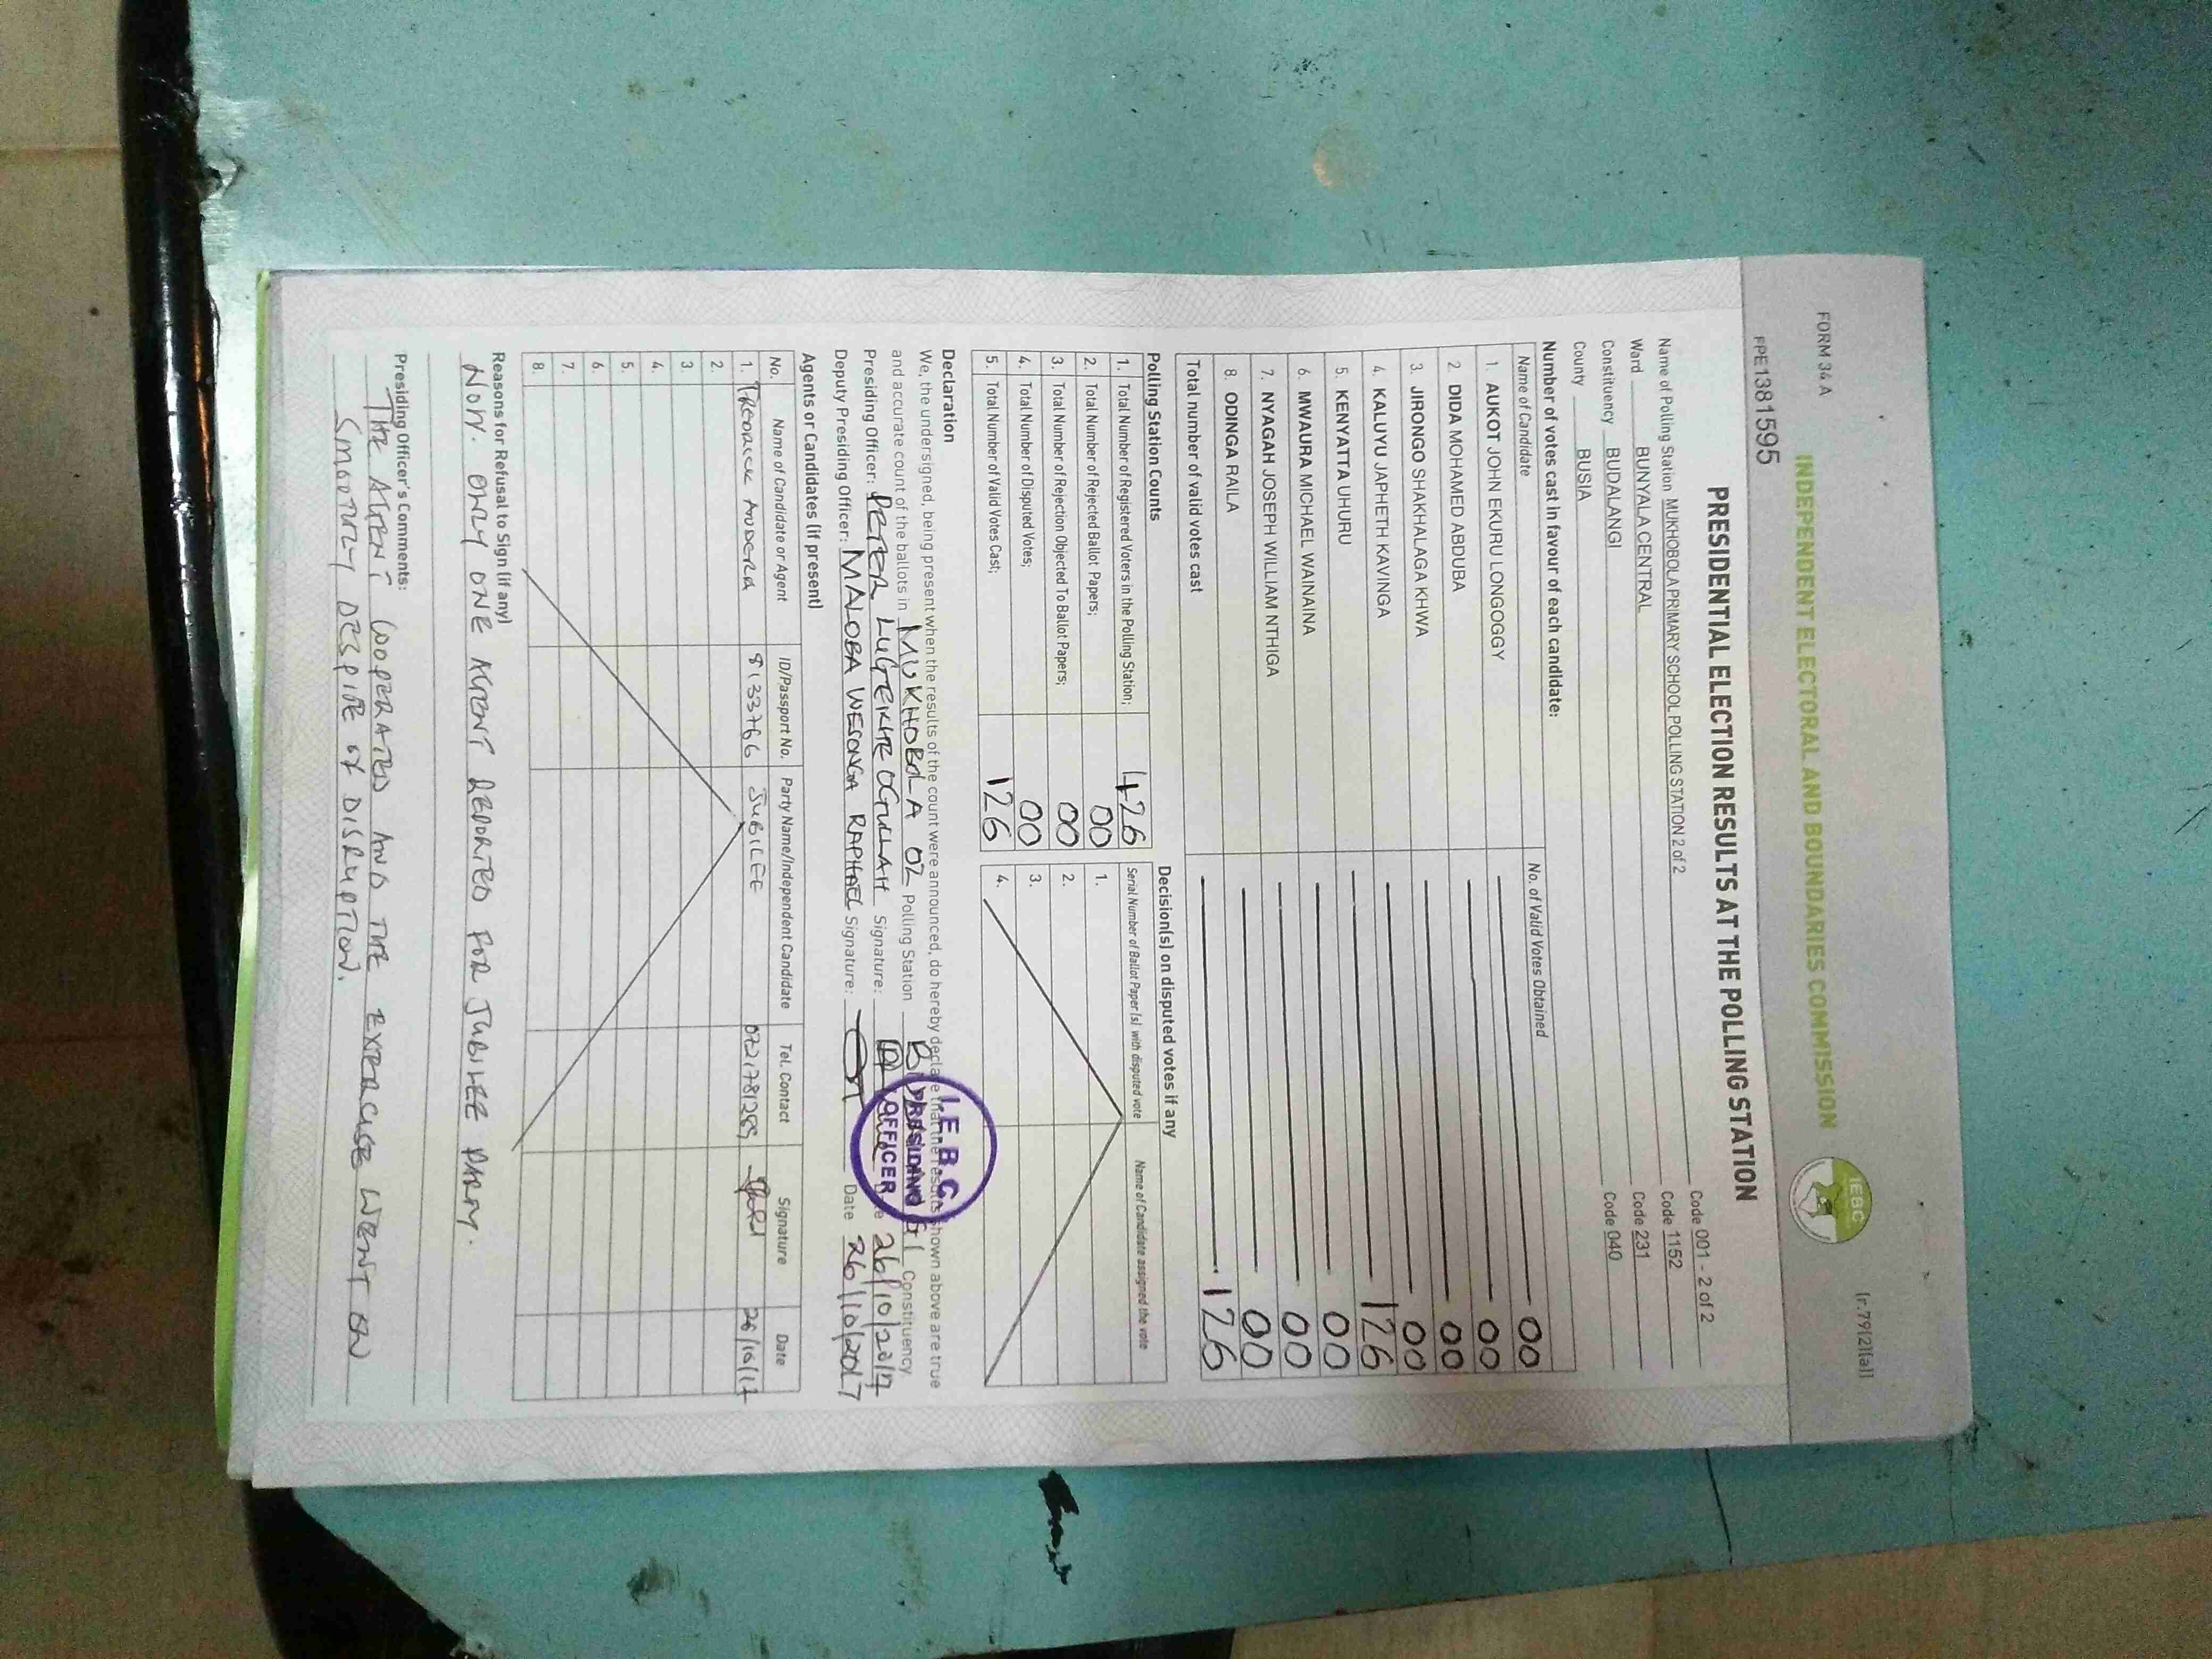 FORM 34 A
(r.79(2)(a))
INDEPENDENT ELECTORAL AND BOUNDARIES COMMISSION
IEBC
FPE1381595
PRESIDENTIAL ELECTION RESULTS AT THE POLLING STATION
Name of Polling Station MUKHOBOLA PRIMARY SCHOOL POLLING STATION 2 of 2 Code 001 - 2 of 2
Ward BUNYALA CENTRAL Code 1152
Constituency BUDALANGI Code 231
County BUSIA Code 040
Number of votes cast in favour of each candidate:
Name of Candidate No. of Valid Votes Obtained
1. AUKOT JOHN EKURU LONGOGGY 00
2. DIDA MOHAMED ABDUBA 00
3. JIRONGO SHAKHALAGA KHWA 00
4. KALUYU JAPHETH KAVINGA 00
5. KENYATTA UHURU 126
6. MWAURA MICHAEL WAINAINA 00
7. NYAGAH JOSEPH WILLIAM NTHIGA 00
8. ODINGA RAILA 00
Total number of valid votes cast 126
Polling Station Counts
1. Total Number of Registered Voters in the Polling Station; 426
2. Total Number of Rejected Ballot Papers; 00
3. Total Number of Rejection Objected To Ballot Papers; 00
4. Total Number of Disputed Votes; 00
5. Total Number of Valid Votes Cast; 126
Decision(s) on disputed votes if any
Serial Number of Ballot Paper(s) with disputed vote Name of Candidate assigned the vote
1.
2.
3.
4.
Declaration
We, the undersigned, being present when the results of the count were announced, do hereby declare that the results shown above are true
and accurate count of the ballots in MUKHOBOLA 02 Polling Station Constituency
Presiding Officer: PETER Signature: Date 26/10/2017
Deputy Presiding Officer: MALOBA WESONGA RAPHAEL Signature: Date 26/10/2017
I.E.B.C
PRESIDING
OFFICER
Agents or Candidates (if present)
No. Name of Candidate or Agent ID/Passport No. Party Name/Independent Candidate Tel. Contact Signature Date
1. 8133766 JUBILEE 26/10/17
2
3
4.
5.
6.
7.
8.
Reasons for Refusal to Sign (if any)
NON. ONLY ONE AGENT REPORTED FOR JUBILEE PARTY.
Presiding Officer's Comments:
THE AGENT COOPERATED AND THE EXERCISE WENT ON
SMOOTHLY DESPITE OF DISRUPTION.